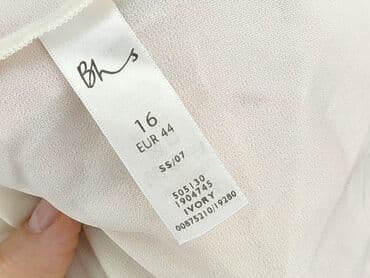 Bhs
16
EUR 44
SS/07
505130
1904745
IVORY
00875210/19280